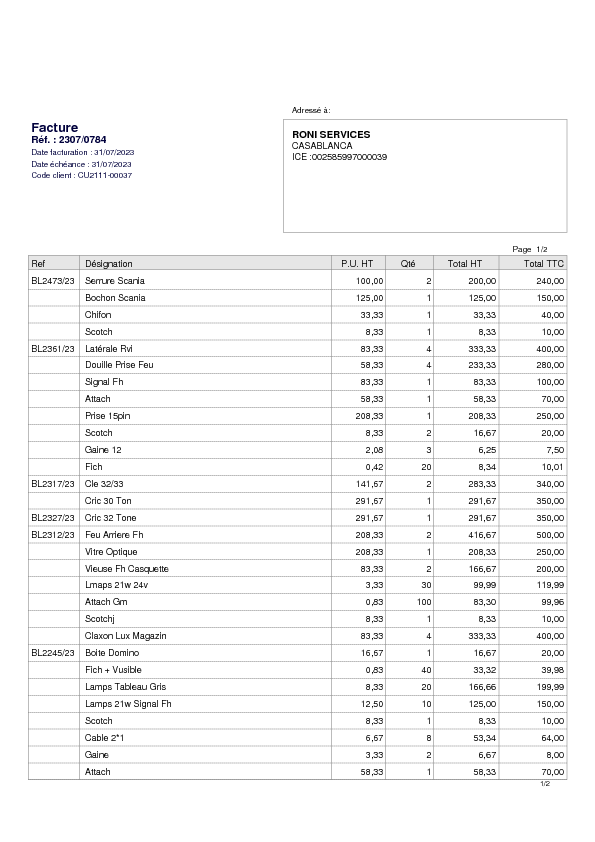 Adressé à:
Facture
Réf. : 2307/0784
Date facturation : 31/07/2023
Date échéance : 31/07/2023
Code client : CU2111-00037
RONI SERVICES
CASABLANCA
ICE :002585997000039
Page 1/2
Ref Désignation P.U. HT Qté Total HT Total TTC
BL2473/23 Serrure Scania 100,00 2 200,00 240,00
Bochon Scania 125,00 1 125,00 150,00
Chifon 33,33 1 33,33 40,00
Scotch 8,33 1 8,33 10,00
BL2361/23 Latérale Rvi 83,33 4 333,33 400,00
Douille Prise Feu 58,33 4 233,33 280,00
Signal Fh 83,33 1 83,33 100,00
Attach 58,33 1 58,33 70,00
Prise 15pin 208,33 1 208,33 250,00
Scotch 8,33 2 16,67 20,00
Gaine 12 2,08 3 6,25 7,50
Fich 0,42 20 8,34 10,01
BL2317/23 Cle 32/33 141,67 2 283,33 340,00
Cric 30 Ton 291,67 1 291,67 350,00
BL2327/23 Cric 32 Tone 291,67 1 291,67 350,00
BL2312/23 Feu Arriere Fh 208,33 2 416,67 500,00
Vitre Optique 208,33 1 208,33 250,00
Vieuse Fh Casquette 83,33 2 166,67 200,00
Lmaps 21w 24v 3,33 30 99,99 119,99
Attach Gm 0,83 100 83,30 99,96
Scotchj 8,33 1 8,33 10,00
Claxon Lux Magazin 83,33 4 333,33 400,00
BL2245/23 Boite Domino 16,67 1 16,67 20,00
Fich + Vusible 0,83 40 33,32 39,98
Lamps Tableau Gris 8,33 20 166,66 199,99
Lamps 21w Signal Fh 12,50 10 125,00 150,00
Scotch 8,33 1 8,33 10,00
Cable 2*1 6,67 8 53,34 64,00
Gaine 3,33 2 6,67 8,00
Attach 58,33 1 58,33 70,00
1/2